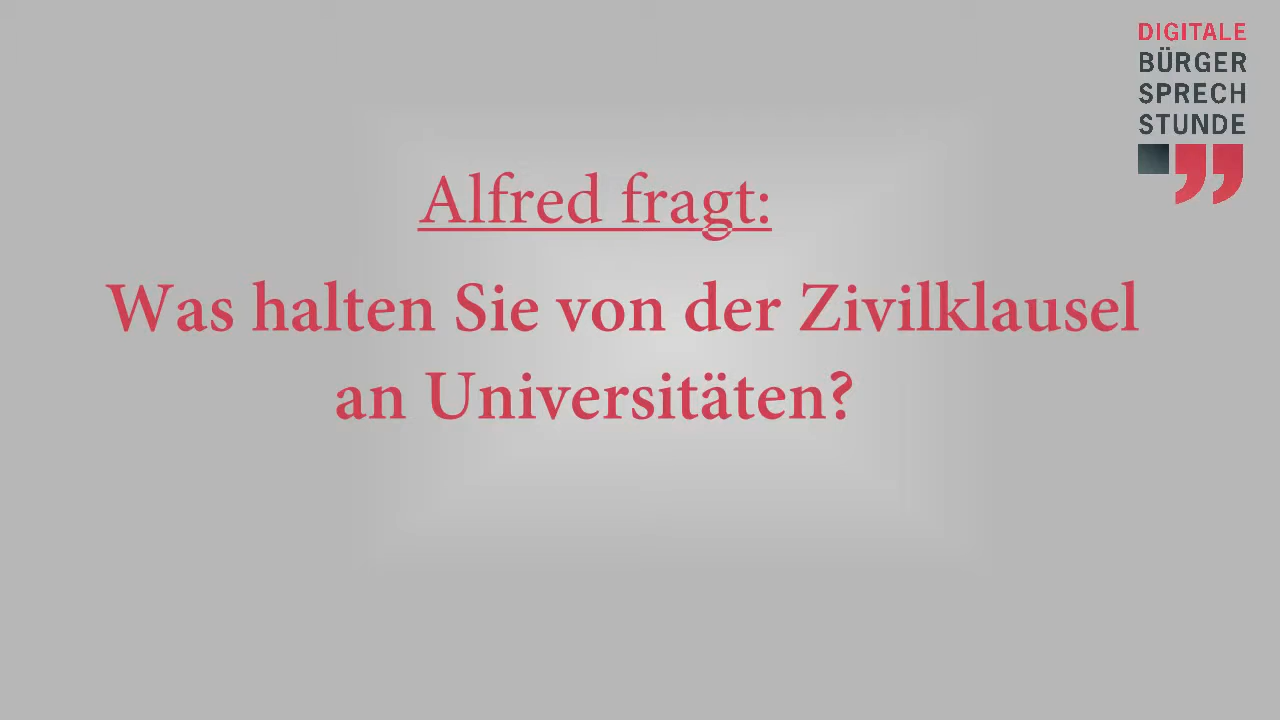 DIGITALE
BÜRGER
SPRECH
STUNDE
Alfred fragt:
Was halten Sie von der Zivilklausel
an Universitäten?